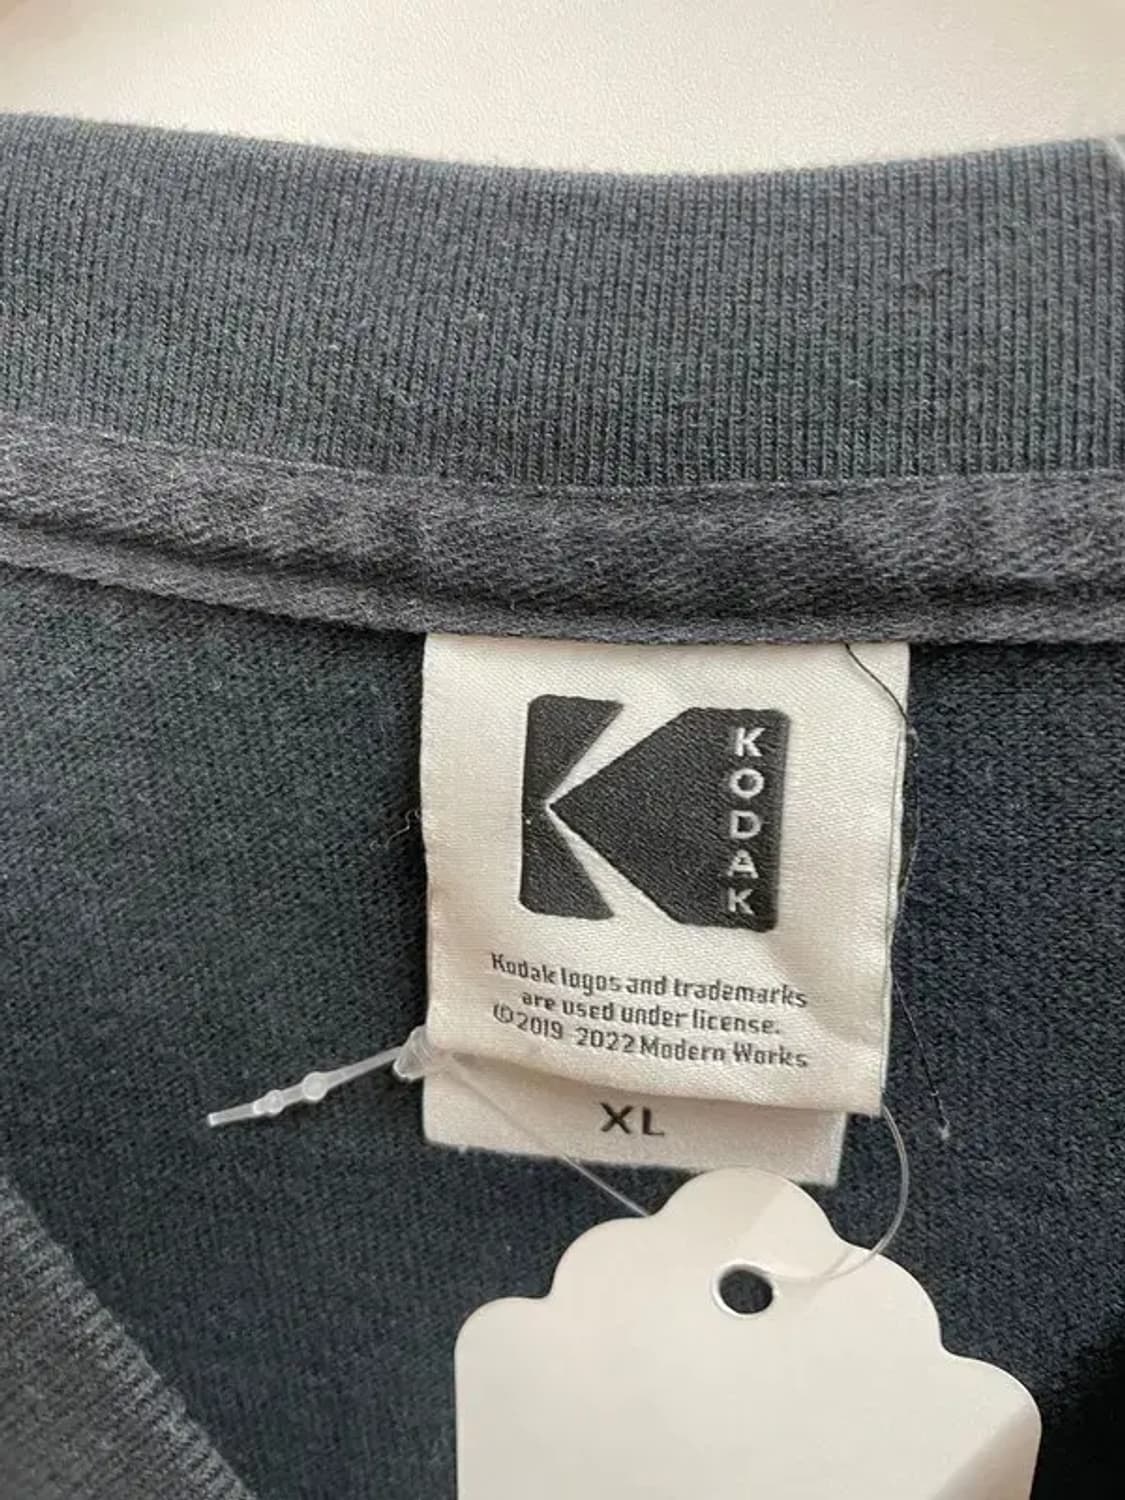 KODAK
Kodak logos and trademarks
are used under license.
©2019 2022 Modern Works
XL